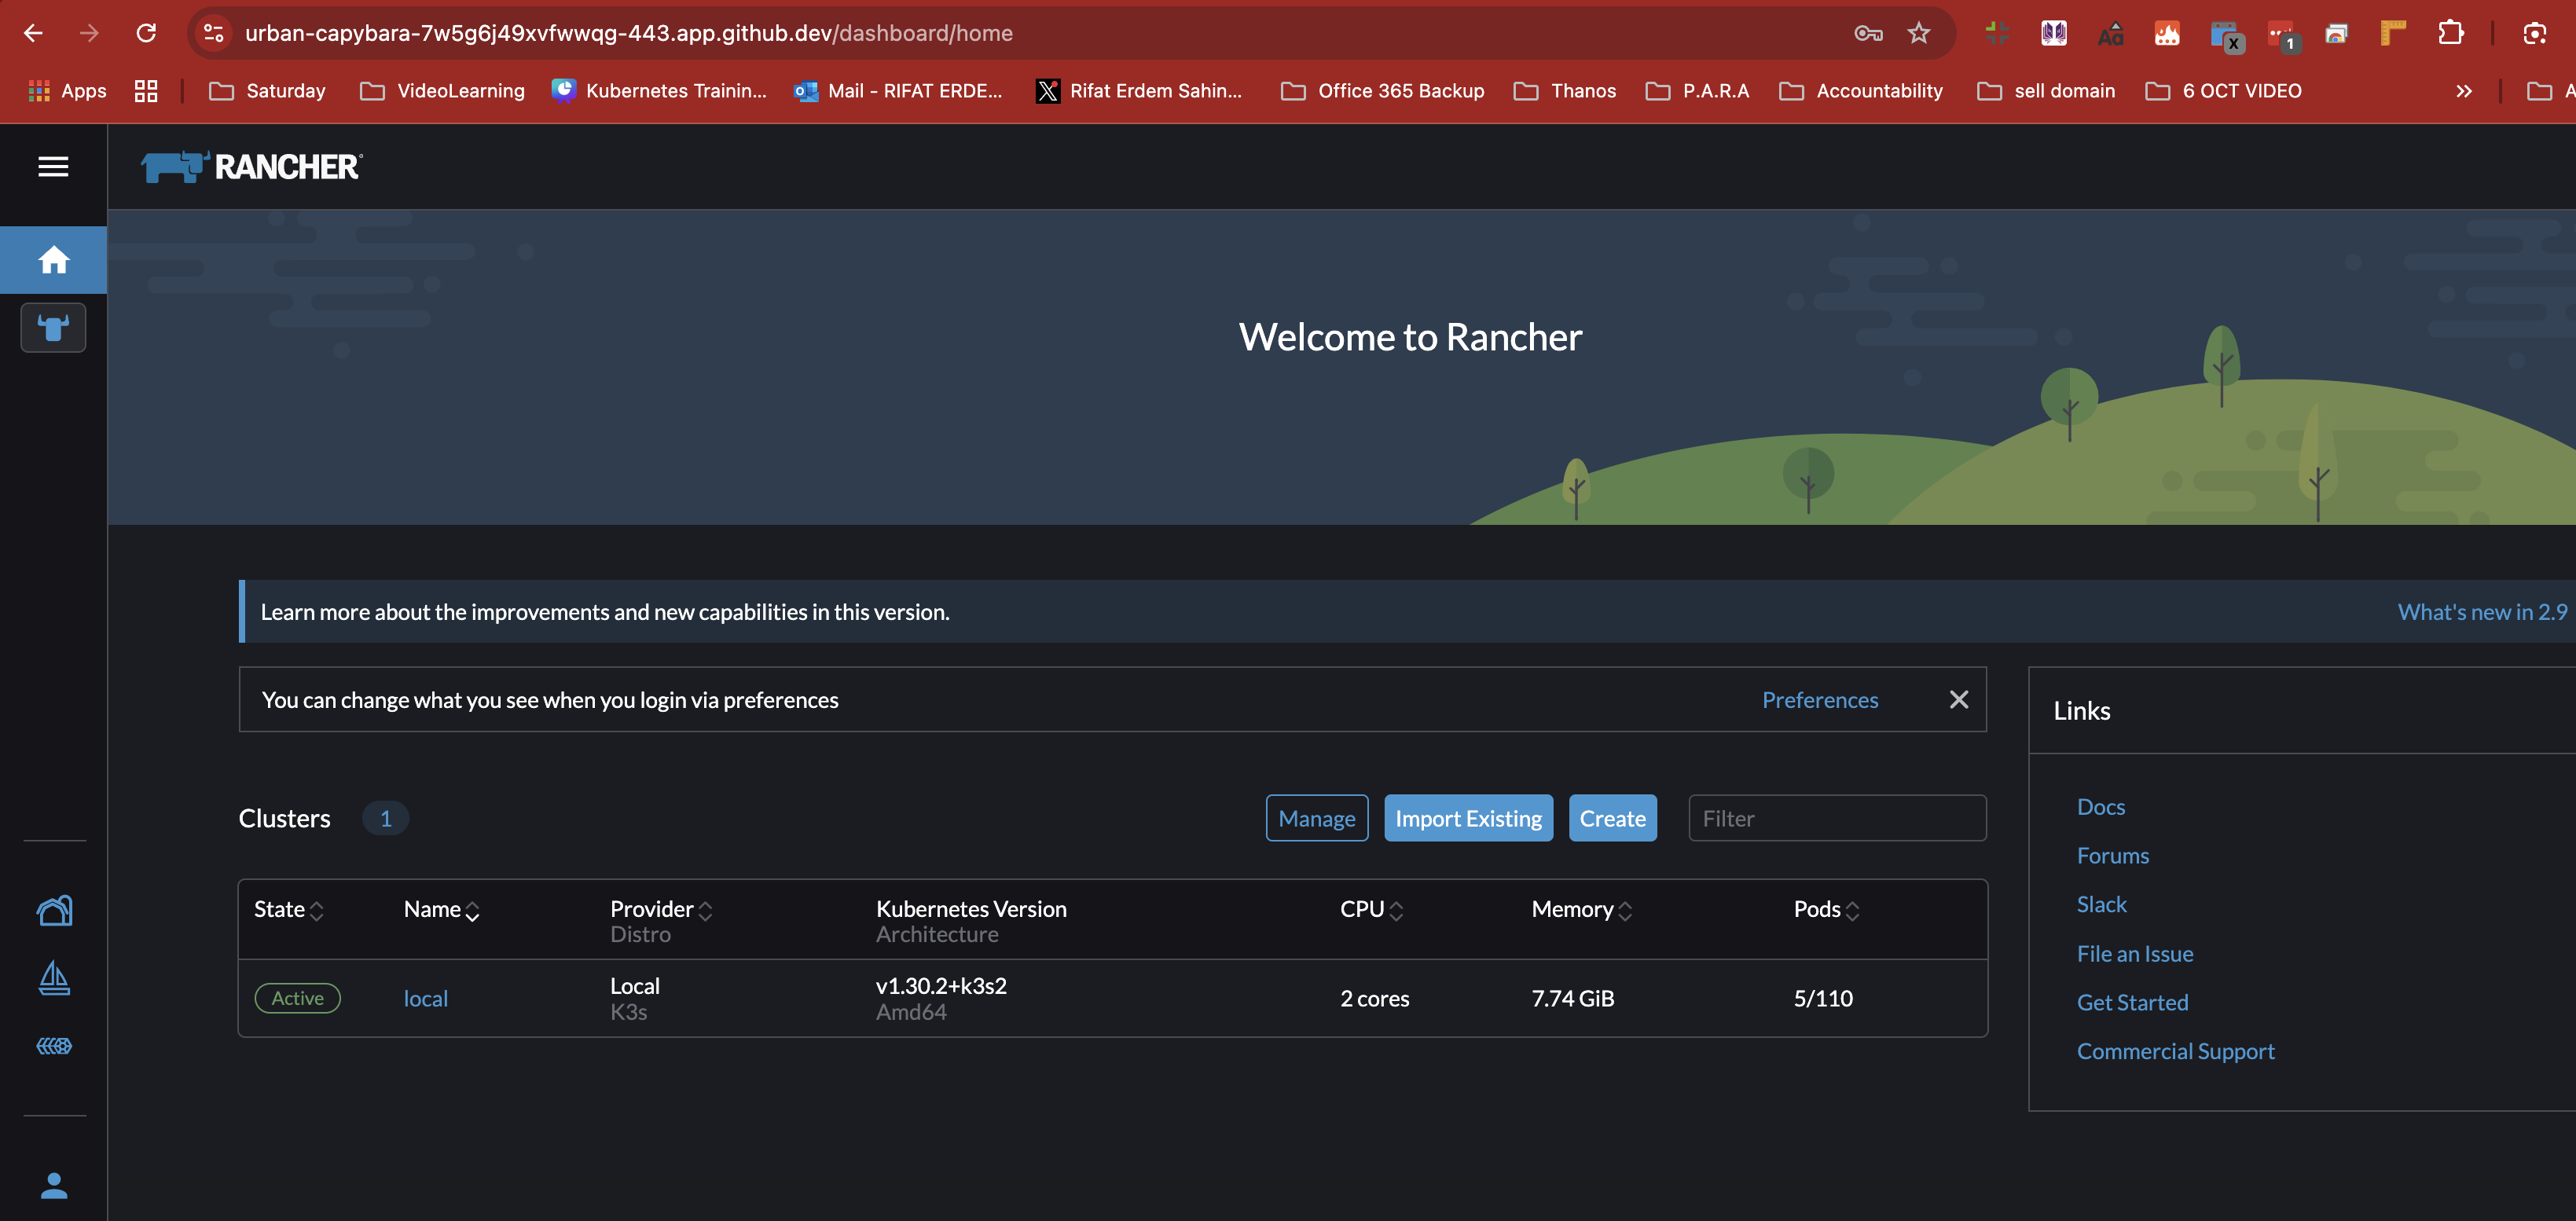 urban-capybara-7w5g6j49xvfwwqg-443.app.github.dev/dashboard/home
X
1
Apps
Saturday
VideoLearning
Kubernetes Trainin...
Mail - RIFAT ERDE...
Rifat Erdem Sahin...
Office 365 Backup
Thanos
P.A.R.A
Accountability
sell domain
6 OCT VIDEO
RANCHER
Welcome to Rancher
Learn more about the improvements and new capabilities in this version.
What's new in 2.9
You can change what you see when you login via preferences
Preferences
Links
Docs
Forums
Slack
File an Issue
Get Started
Commercial Support
Clusters
1
Manage
Import Existing
Create
Filter
State
Name
Provider
Distro
Kubernetes Version
Architecture
CPU
Memory
Pods
Active
local
Local
K3s
v1.30.2+k3s2
Amd64
2 cores
7.74 GiB
5/110